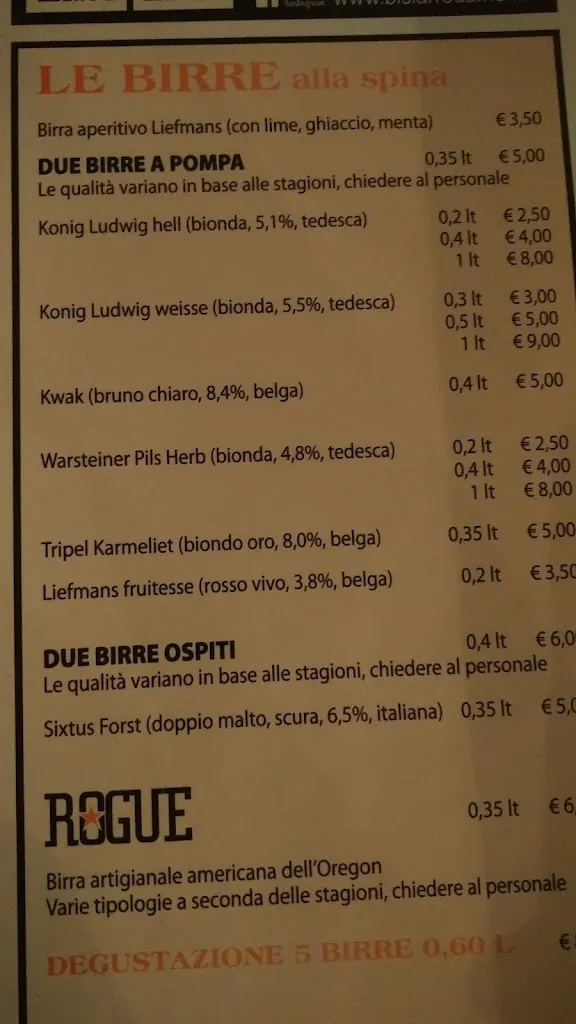 LE BIRRE alla spina
Birra aperitivo Liefmans (con lime, ghiaccio, menta) € 3,50
DUE BIRRE A POMPA 0,35 lt € 5,00
Le qualità variano in base alle stagioni, chiedere al personale
Konig Ludwig hell (bionda, 5,1%, tedesca) 0,2 lt € 2,50
0,4 lt € 4,00
1 lt € 8,00
Konig Ludwig weisse (bionda, 5,5%, tedesca) 0,3 lt € 3,00
0,5 lt € 5,00
1 lt € 9,00
Kwak (bruno chiaro, 8,4%, belga) 0,4 lt € 5,00
Warsteiner Pils Herb (bionda, 4,8%, tedesca) 0,2 lt € 2,50
0,4 lt € 4,00
1 lt € 8,00
Tripel Karmeliet (biondo oro, 8,0%, belga) 0,35 lt € 5,00
Liefmans fruitesse (rosso vivo, 3,8%, belga) 0,2 lt € 3,50
DUE BIRRE OSPITI 0,4 lt € 6,0
Le qualità variano in base alle stagioni, chiedere al personale
Sixtus Forst (doppio malto, scura, 6,5%, italiana) 0,35 lt € 5,0
ROGUE 0,35 lt € 6,
Birra artigianale americana dell'Oregon
Varie tipologie a seconda delle stagioni, chiedere al personale
DEGUSTAZIONE 5 BIRRE 0,60 L €